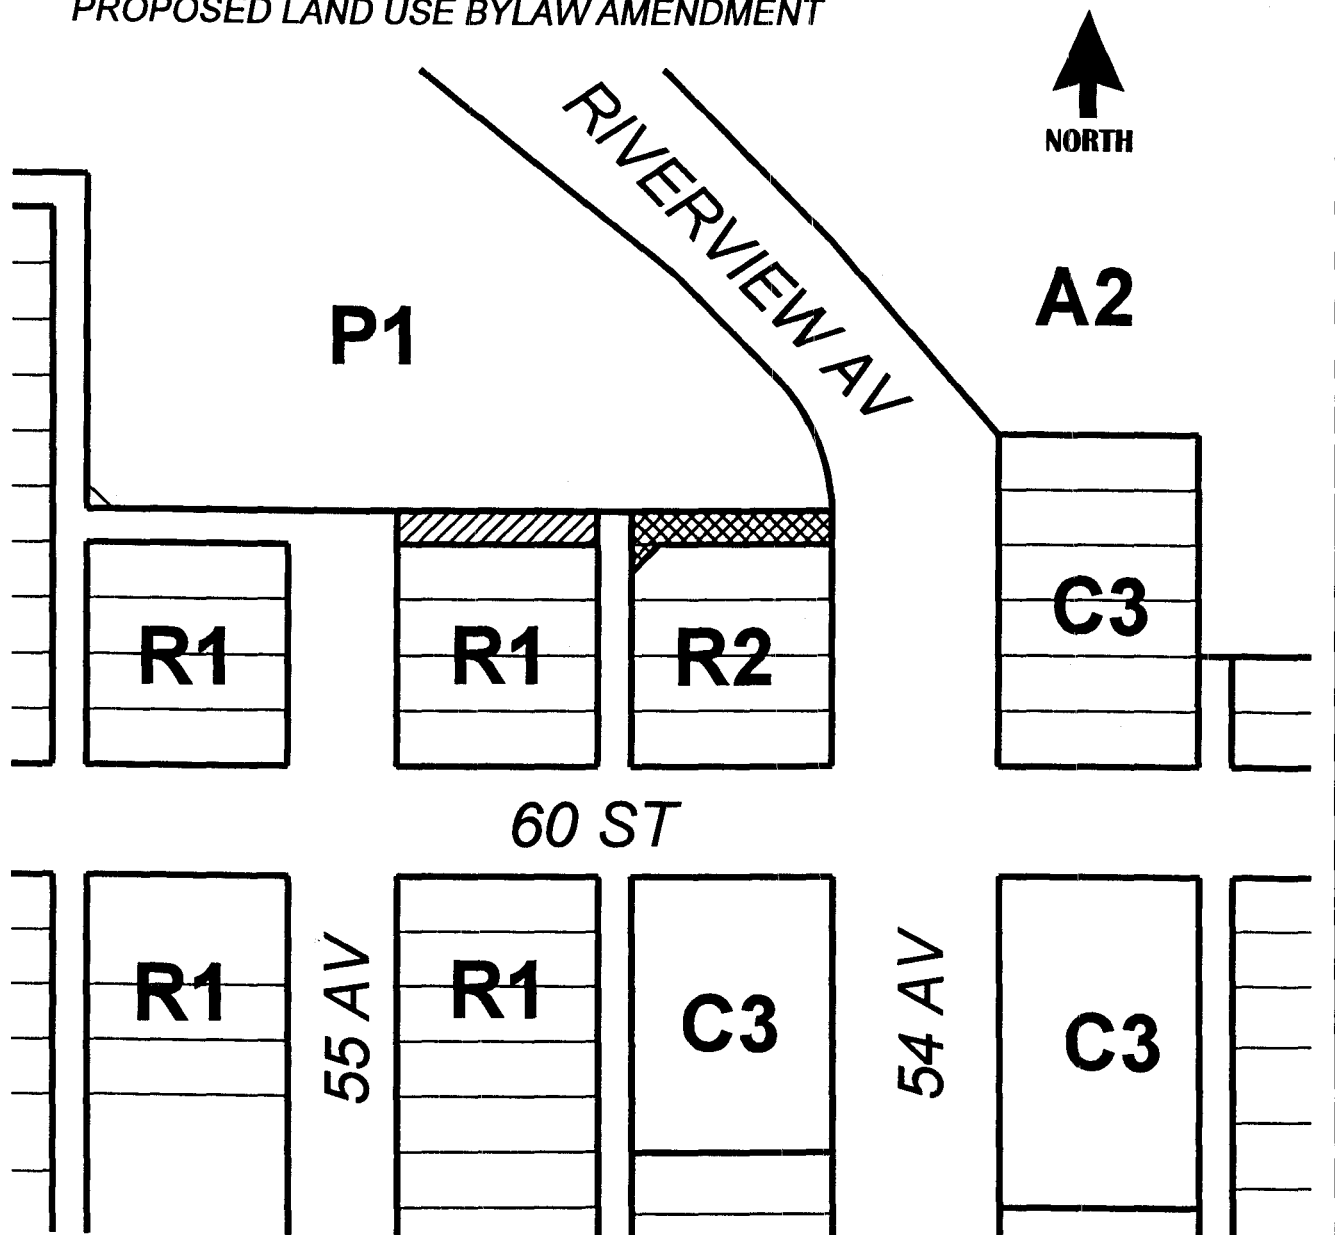 PROPOSED LAND USE BYLAW AMENDMENT
NORTH
RIVERVIEW AV
A2
P1
C3
R1
R1
R2
60 ST
R1
55 AV
R1
C3
54 AV
C3